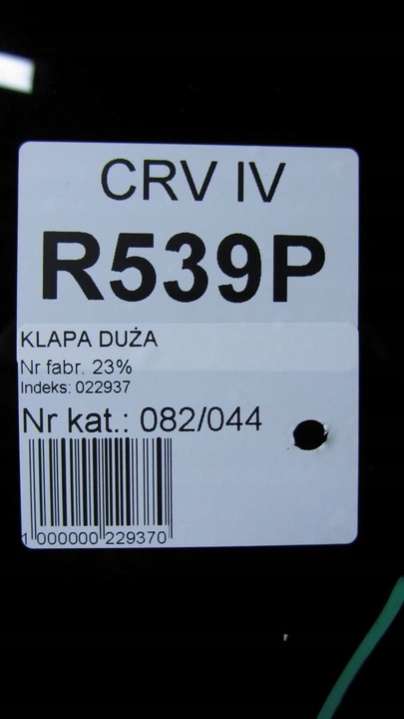 CRV IV
R539P
KLAPA DUŻA
Nr fabr. 23%
Indeks: 022937
Nr kat.: 082/044
1 000000 229370